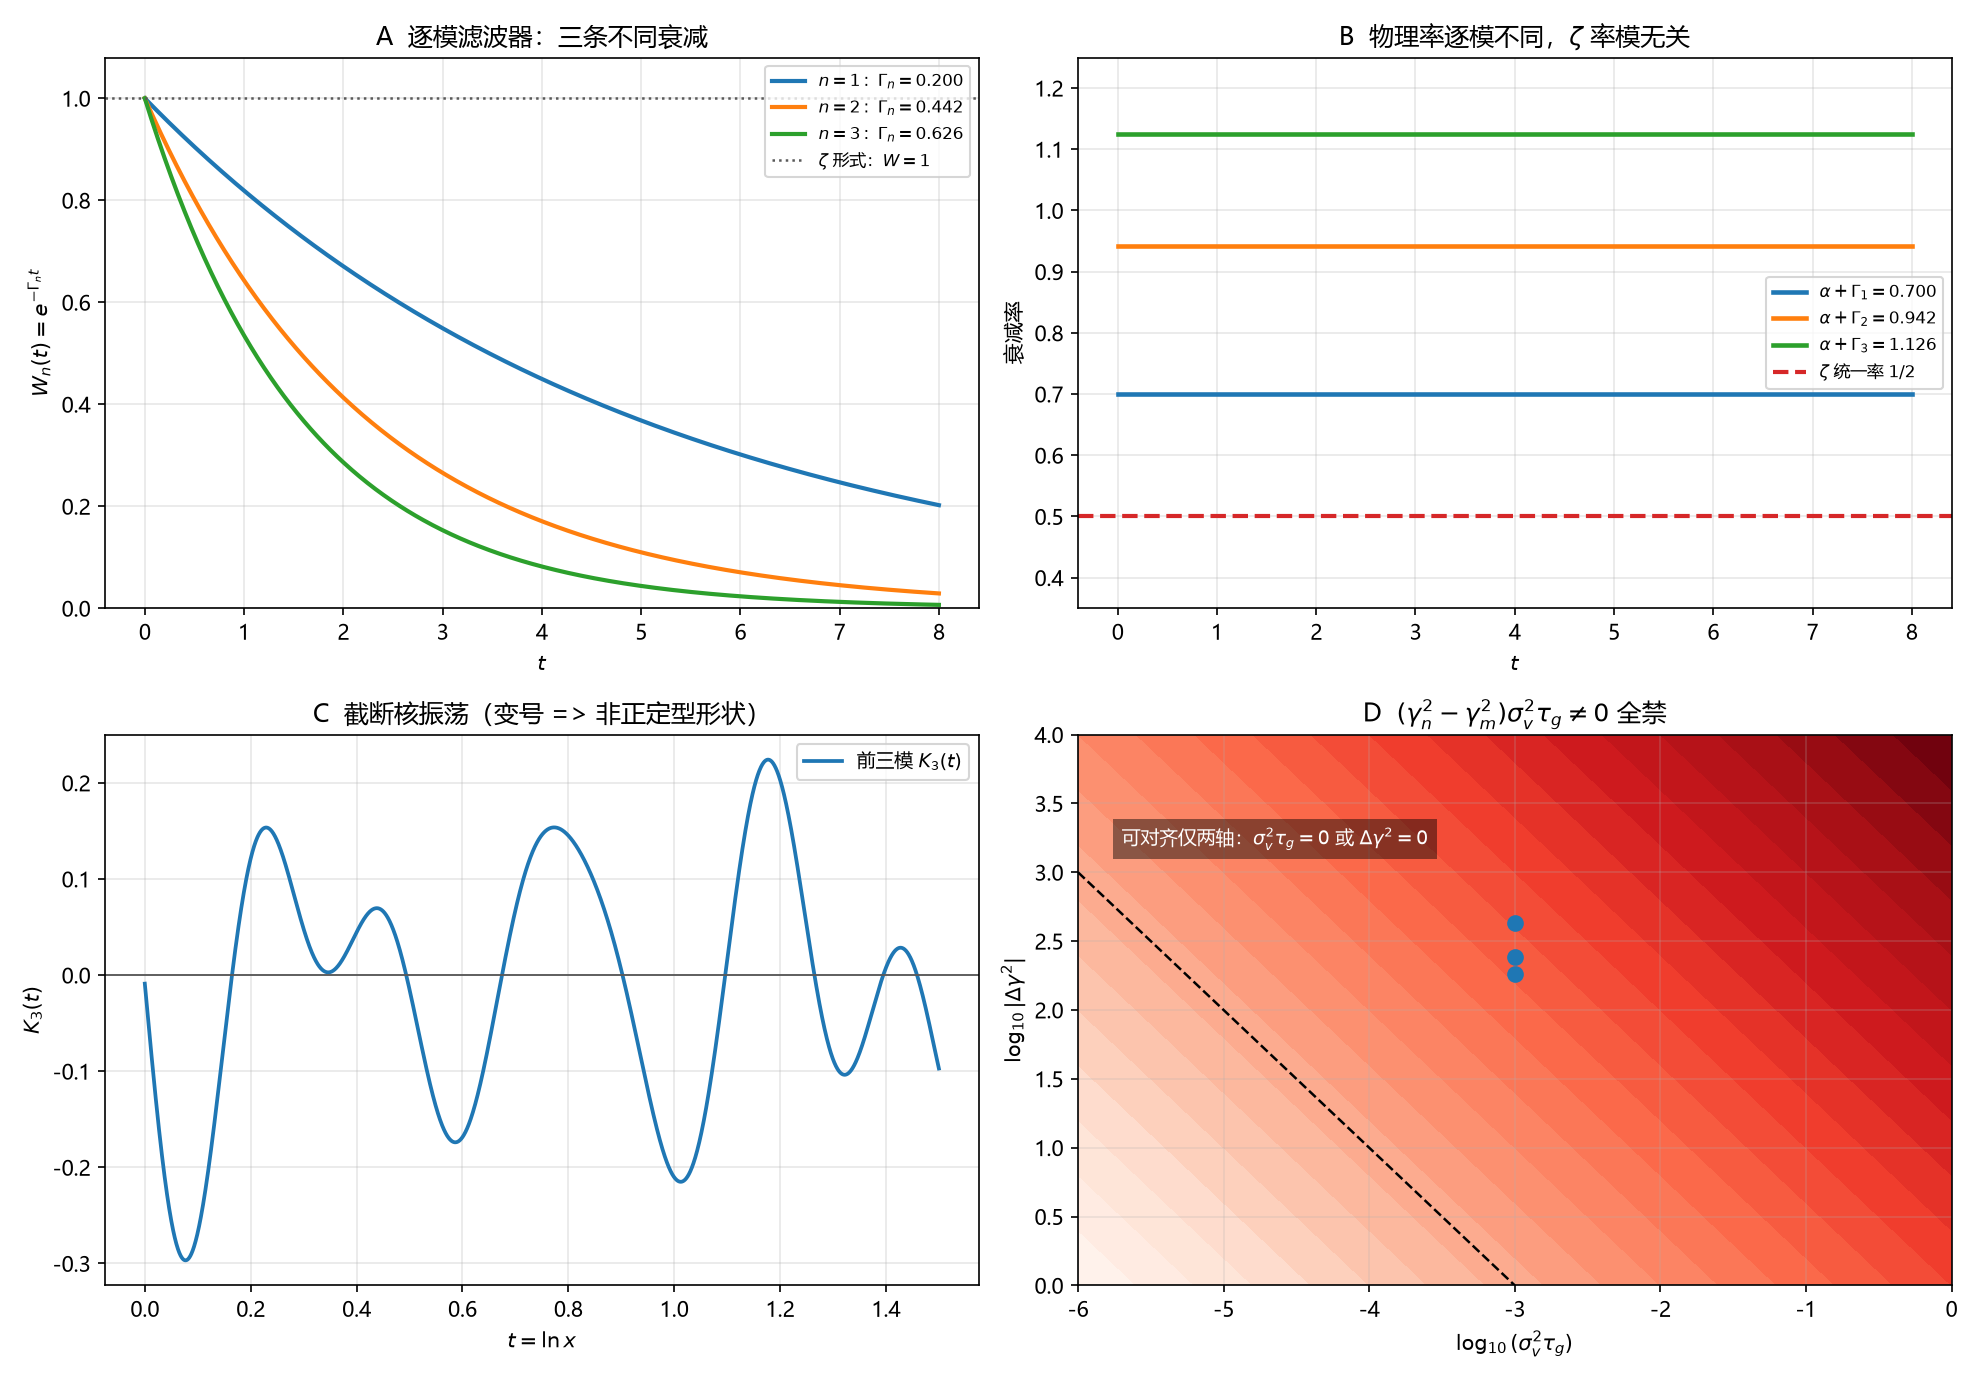 A 逐模滤波器：三条不同衰减
1.0
0.8
0.6
0.4
0.2
0.0
W_n(t) = e^{-Γ_n t}
n = 1: Γ_n = 0.200
n = 2: Γ_n = 0.442
n = 3: Γ_n = 0.626
ζ 形式：W = 1
0 1 2 3 4 5 6 7 8
t
B 物理率逐模不同，ζ 率模无关
1.2
1.1
1.0
0.9
0.8
0.7
0.6
0.5
0.4
衰减率
α + Γ_1 = 0.700
α + Γ_2 = 0.942
α + Γ_3 = 1.126
ζ 统一率 1/2
0 1 2 3 4 5 6 7 8
t
C 截断核振荡（变号 => 非正定型形状）
0.2
0.1
0.0
-0.1
-0.2
-0.3
K_3(t)
前三模 K_3(t)
0.0 0.2 0.4 0.6 0.8 1.0 1.2 1.4
t = ln x
D (γ_n^2 − γ_m^2)σ_v^2 τ_g ≠ 0 全禁
4.0
3.5
3.0
2.5
2.0
1.5
1.0
0.5
0.0
log_10 |Δγ^2|
可对齐仅两轴：σ_v^2 τ_g = 0 或 Δγ^2 = 0
-6 -5 -4 -3 -2 -1 0
log_10 (σ_v^2 τ_g)